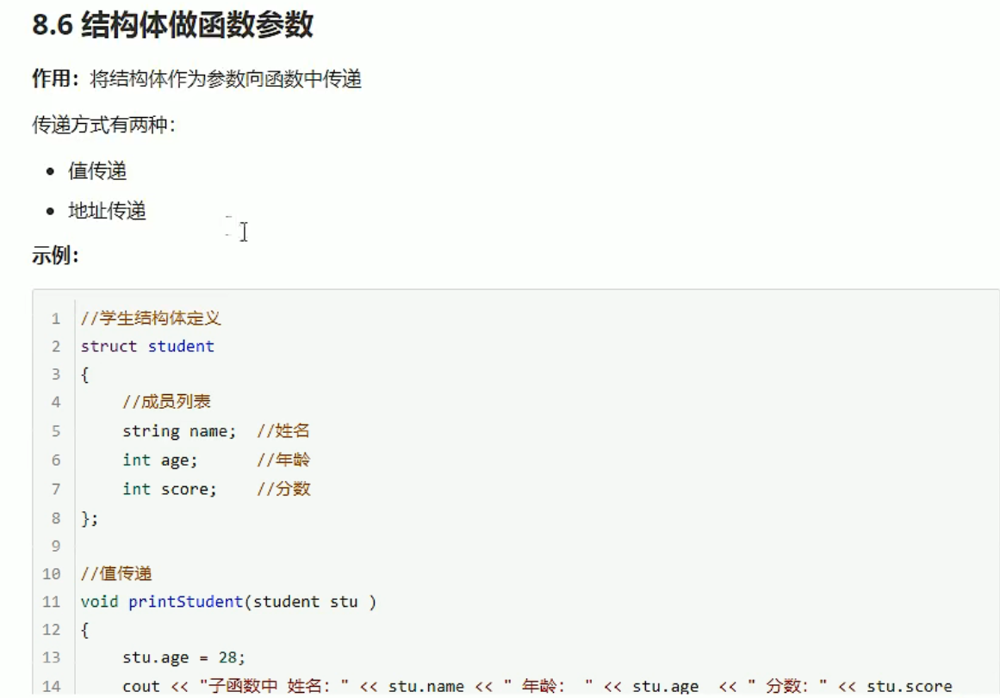 8.6 结构体做函数参数
作用：将结构体作为参数向函数中传递
传递方式有两种：
• 值传递
• 地址传递
示例：
1 //学生结构体定义
2 struct student
3 {
4     //成员列表
5     string name;  //姓名
6     int age;      //年龄
7     int score;    //分数
8 };
9
10 //值传递
11 void printStudent(student stu )
12 {
13     stu.age = 28;
14     cout << "子函数中 姓名：" << stu.name << " 年龄： " << stu.age  << " 分数：" << stu.score